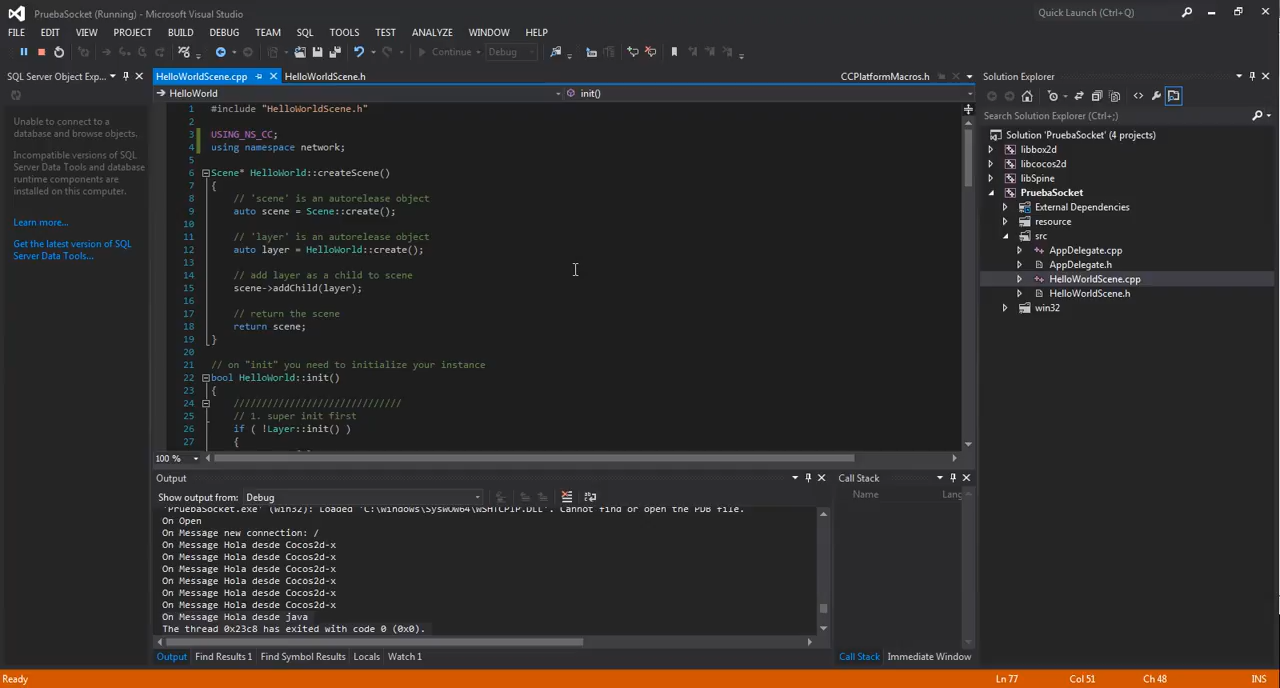 PruebaSocket (Running) - Microsoft Visual Studio
Quick Launch (Ctrl+Q)
FILE EDIT VIEW PROJECT BUILD DEBUG TEAM SQL TOOLS TEST ANALYZE WINDOW HELP
Continue Debug
SQL Server Object Exp...
HelloWorldScene.cpp HelloWorldScene.h CCPlatformMacros.h
Solution Explorer
HelloWorld init()
Search Solution Explorer (Ctrl+;)
Unable to connect to a
database and browse objects.
Incompatible versions of SQL
Server Data Tools and database
runtime components are
installed on this computer.
Learn more...
Get the latest version of SQL
Server Data Tools...
1 #include "HelloWorldScene.h"
2
3 USING_NS_CC;
4 using namespace network;
5
6 Scene* HelloWorld::createScene()
7 {
8 // 'scene' is an autorelease object
9 auto scene = Scene::create();
10
11 // 'layer' is an autorelease object
12 auto layer = HelloWorld::create();
13
14 // add layer as a child to scene
15 scene->addChild(layer);
16
17 // return the scene
18 return scene;
19 }
20
21 // on "init" you need to initialize your instance
22 bool HelloWorld::init()
23 {
24 //////////////////////////////
25 // 1. super init first
26 if ( !Layer::init() )
27 {
100 %
Solution 'PruebaSocket' (4 projects)
libbox2d
libcocos2d
libSpine
PruebaSocket
External Dependencies
resource
src
AppDelegate.cpp
AppDelegate.h
HelloWorldScene.cpp
HelloWorldScene.h
win32
Output
Show output from: Debug
'PruebaSocket.exe' (Win32): Loaded 'C:\Windows\SysWOW64\WSHTCPIP.DLL'. Cannot find or open the PDB file.
On Open
On Message new connection: /
On Message Hola desde Cocos2d-x
On Message Hola desde Cocos2d-x
On Message Hola desde Cocos2d-x
On Message Hola desde Cocos2d-x
On Message Hola desde Cocos2d-x
On Message Hola desde Cocos2d-x
On Message Hola desde java
The thread 0x23c8 has exited with code 0 (0x0).
Call Stack
Name Lang
Output Find Results 1 Find Symbol Results Locals Watch 1
Call Stack Immediate Window
Ready Ln 77 Col 51 Ch 48 INS